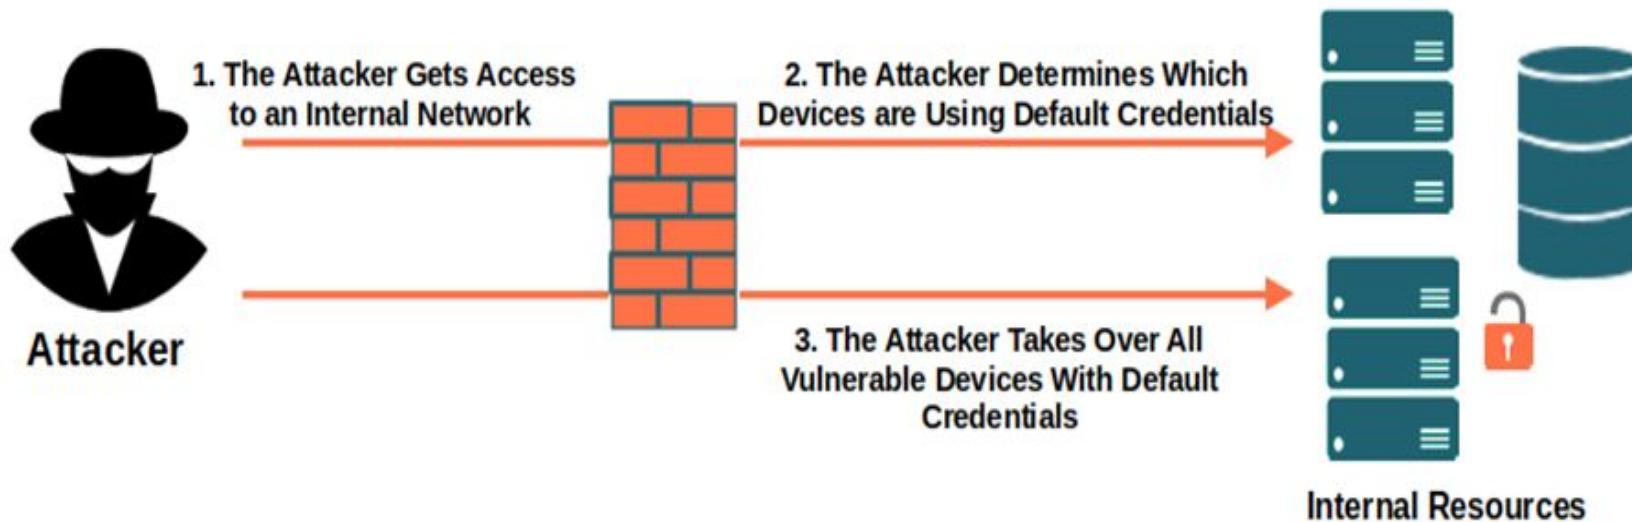 1. The Attacker Gets Access
to an Internal Network
2. The Attacker Determines Which
Devices are Using Default Credentials
Attacker
3. The Attacker Takes Over All
Vulnerable Devices With Default
Credentials
Internal Resources